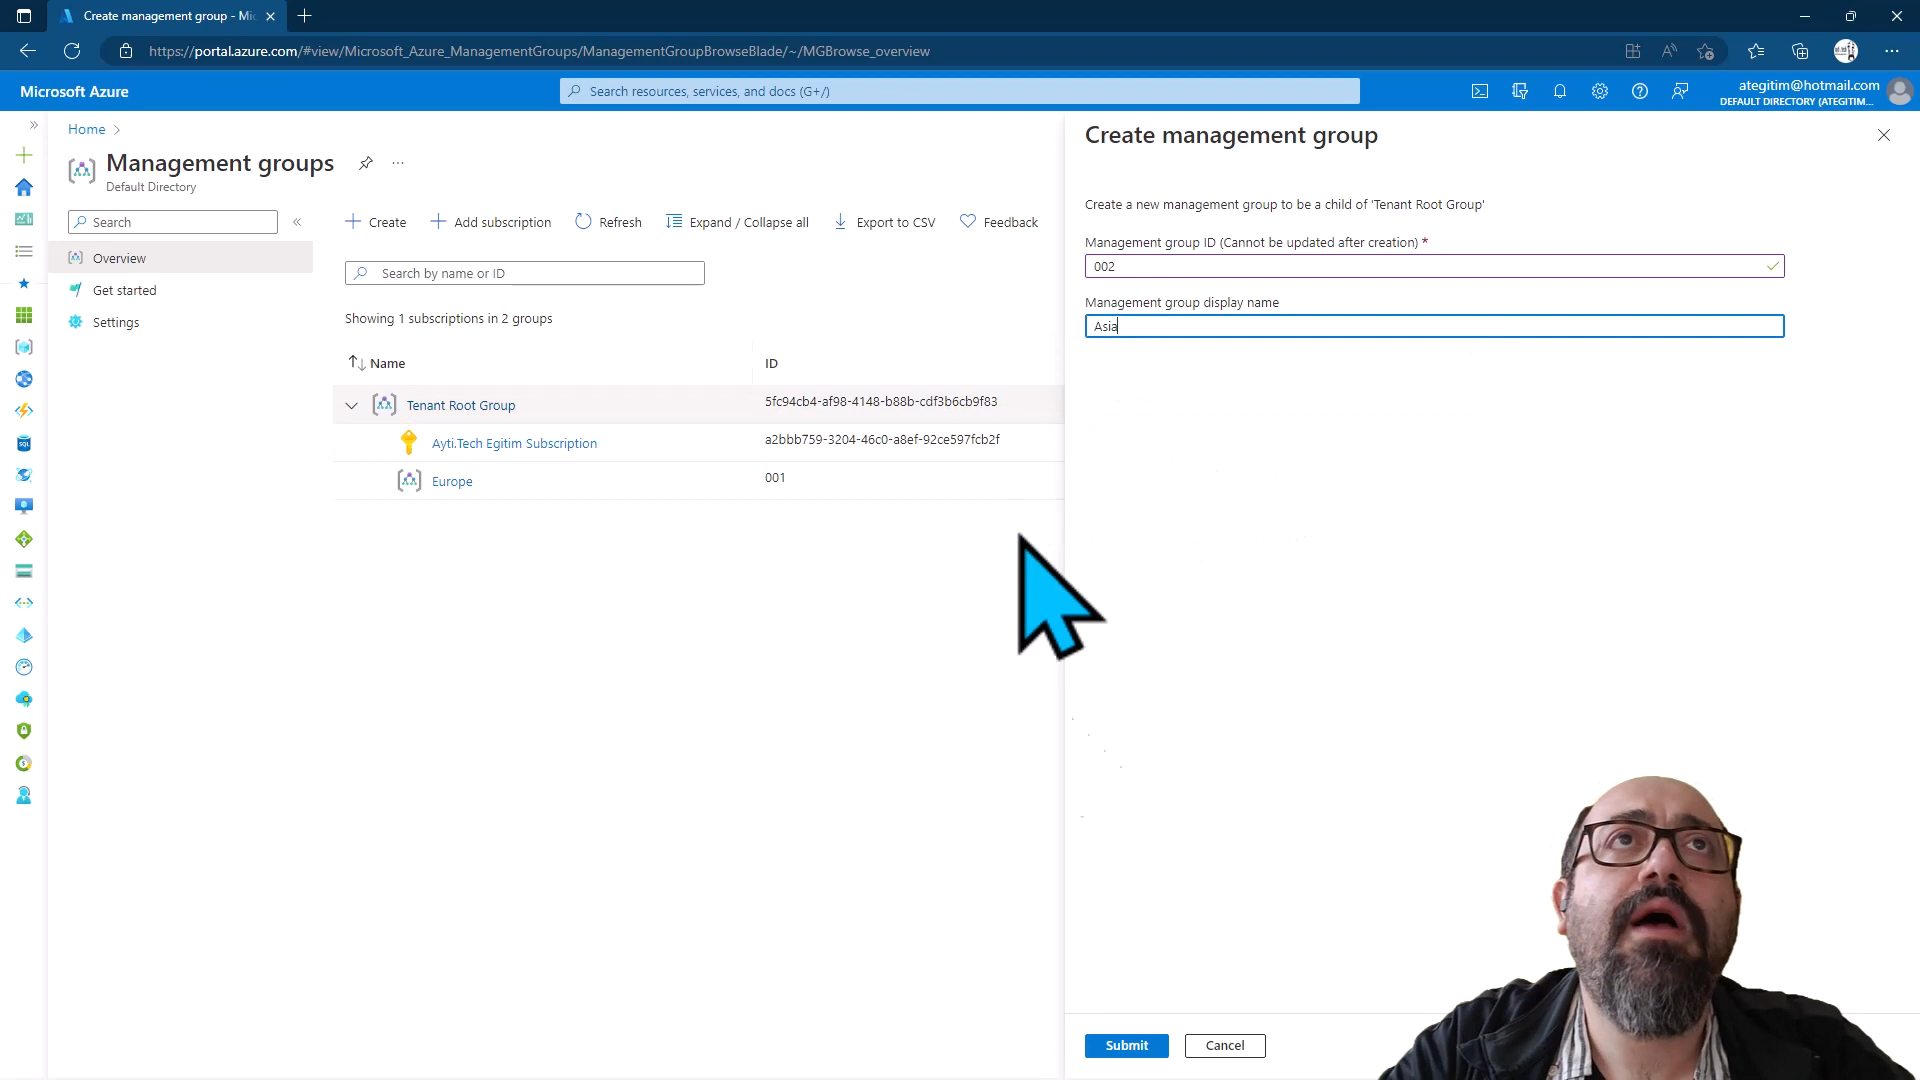 Create management group - Mi
https://portal.azure.com/#view/Microsoft_Azure_ManagementGroups/ManagementGroupBrowseBlade/~/MGBrowse_overview
Microsoft Azure
Search resources, services, and docs (G+/)
ategitim@hotmail.com
DEFAULT DIRECTORY (ATEGITIM...
Home
Management groups
...
Default Directory
Search
Overview
Get started
Settings
Create
Add subscription
Refresh
Expand / Collapse all
Export to CSV
Feedback
Search by name or ID
Showing 1 subscriptions in 2 groups
Name ID
Tenant Root Group 5fc94cb4-af98-4148-b88b-cdf3b6cb9f83
Ayti.Tech Egitim Subscription a2bbb759-3204-46c0-a8ef-92ce597fcb2f
Europe 001
Create management group
Create a new management group to be a child of 'Tenant Root Group'
Management group ID (Cannot be updated after creation) *
002
Management group display name
Asia
Submit
Cancel